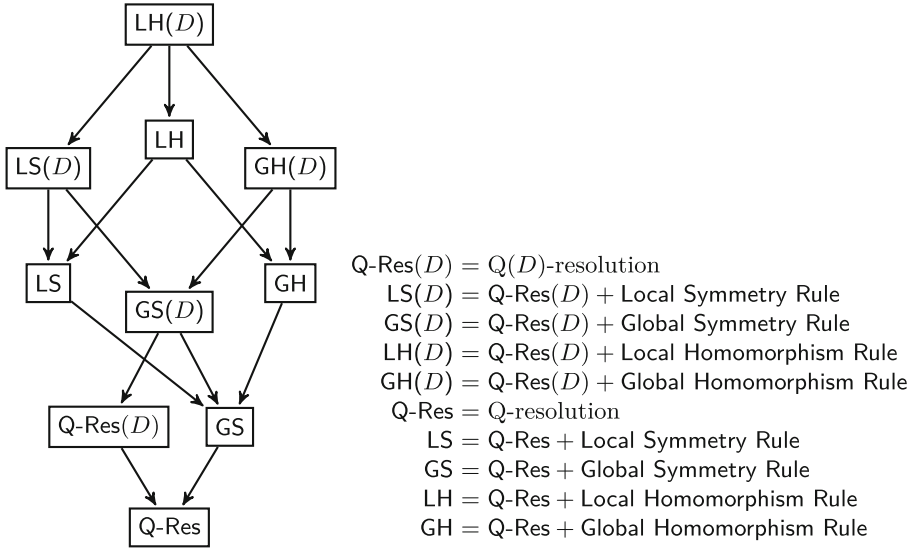 LH(D)
LH
LS(D)
GH(D)
LS
GH
GS(D)
Q-Res(D)
GS
Q-Res
Q-Res(D) = Q(D)-resolution
LS(D) = Q-Res(D) + Local Symmetry Rule
GS(D) = Q-Res(D) + Global Symmetry Rule
LH(D) = Q-Res(D) + Local Homomorphism Rule
GH(D) = Q-Res(D) + Global Homomorphism Rule
Q-Res = Q-resolution
LS = Q-Res + Local Symmetry Rule
GS = Q-Res + Global Symmetry Rule
LH = Q-Res + Local Homomorphism Rule
GH = Q-Res + Global Homomorphism Rule